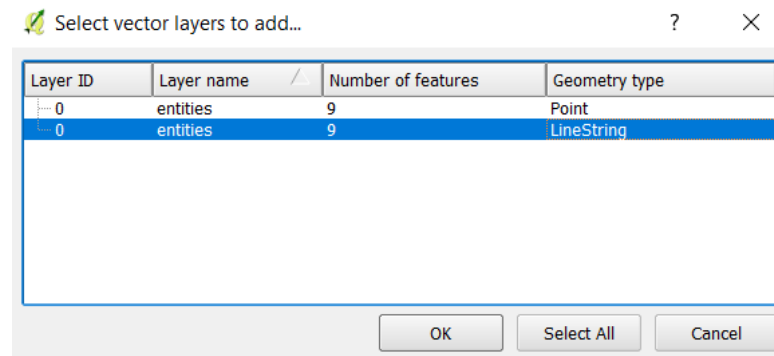 Select vector layers to add... ?
Layer ID Layer name Number of features Geometry type
0 entities 9 Point
0 entities 9 LineString
OK Select All Cancel